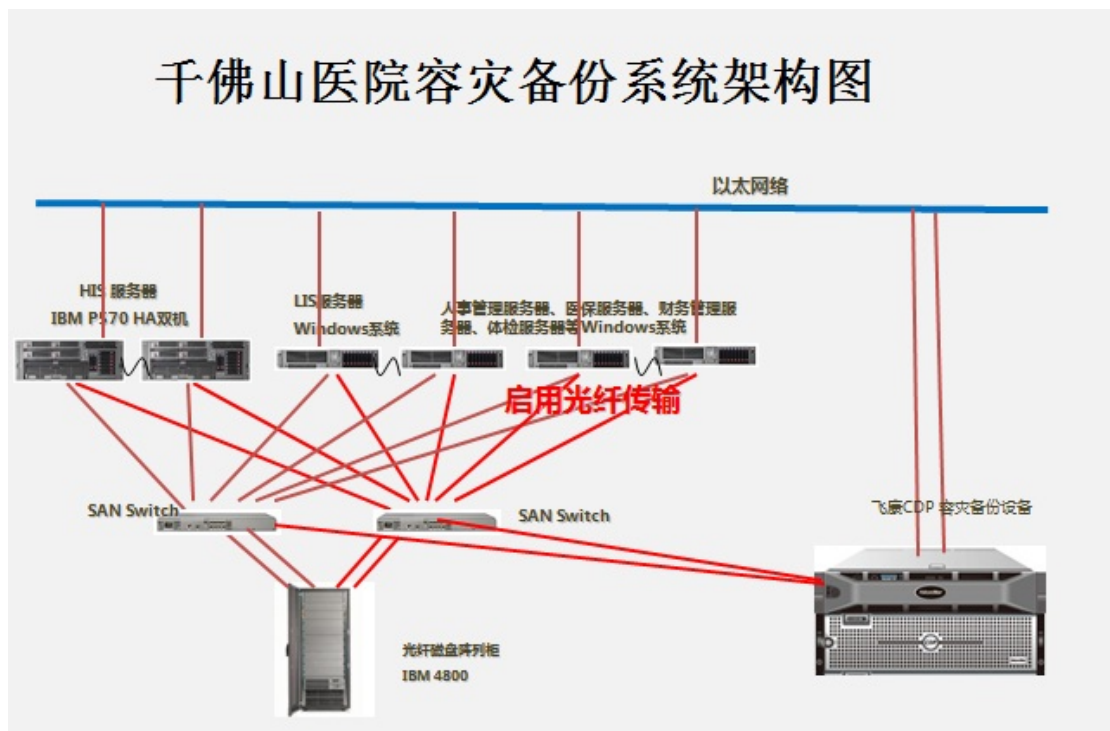 千佛山医院容灾备份系统架构图
以太网络
HIS 服务器
IBM P570 HA双机
LIS服务器
Windows系统
人事管理服务器、医保服务器、财务管理服
务器、体检服务器等Windows系统
启用光纤传输
SAN Switch
SAN Switch
飞康CDP 容灾备份设备
光纤磁盘阵列柜
IBM 4800